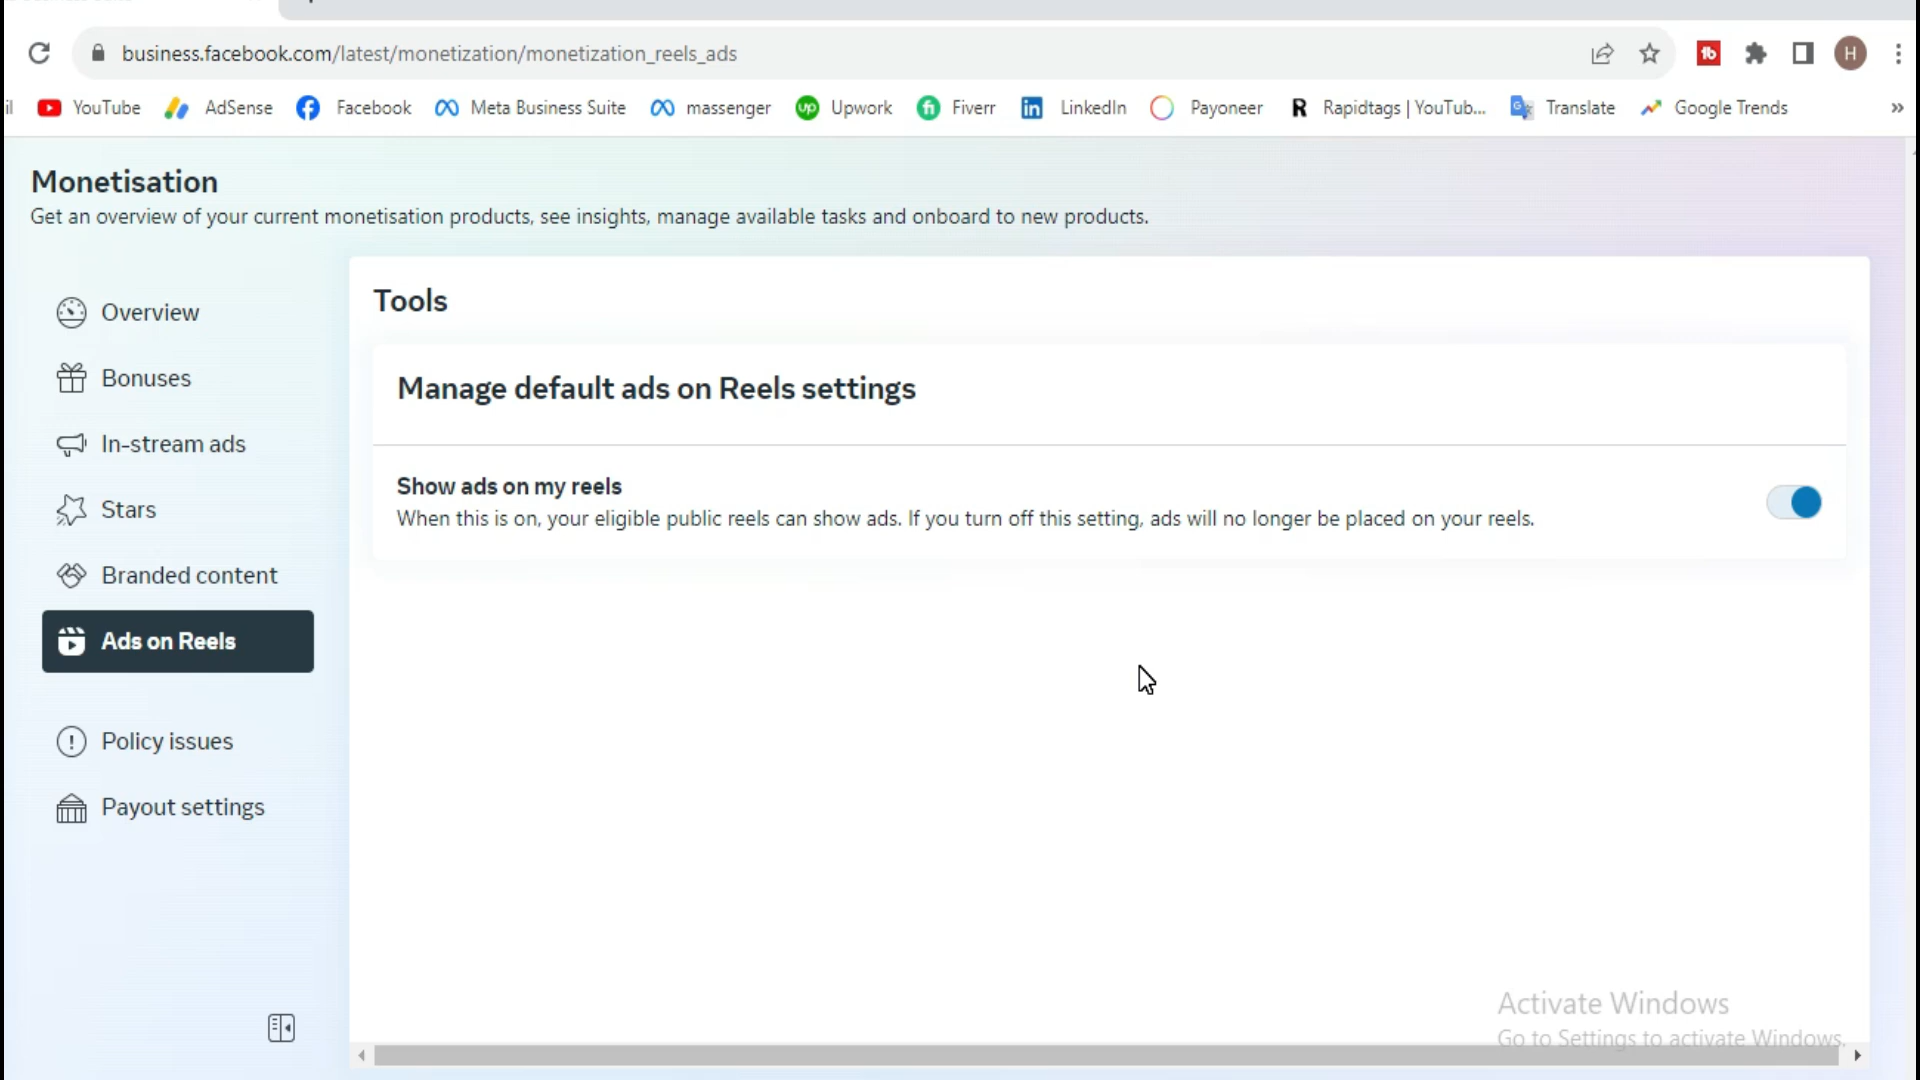 business.facebook.com/latest/monetization/monetization_reels_ads
H
il YouTube AdSense Facebook Meta Business Suite massenger Upwork Fiverr LinkedIn Payoneer R Rapidtags | YouTub... Translate Google Trends »
Monetisation
Get an overview of your current monetisation products, see insights, manage available tasks and onboard to new products.
Overview
Bonuses
In-stream ads
Stars
Branded content
Ads on Reels
Policy issues
Payout settings
Tools
Manage default ads on Reels settings
Show ads on my reels
When this is on, your eligible public reels can show ads. If you turn off this setting, ads will no longer be placed on your reels.
Activate Windows
Go to Settings to activate Windows.